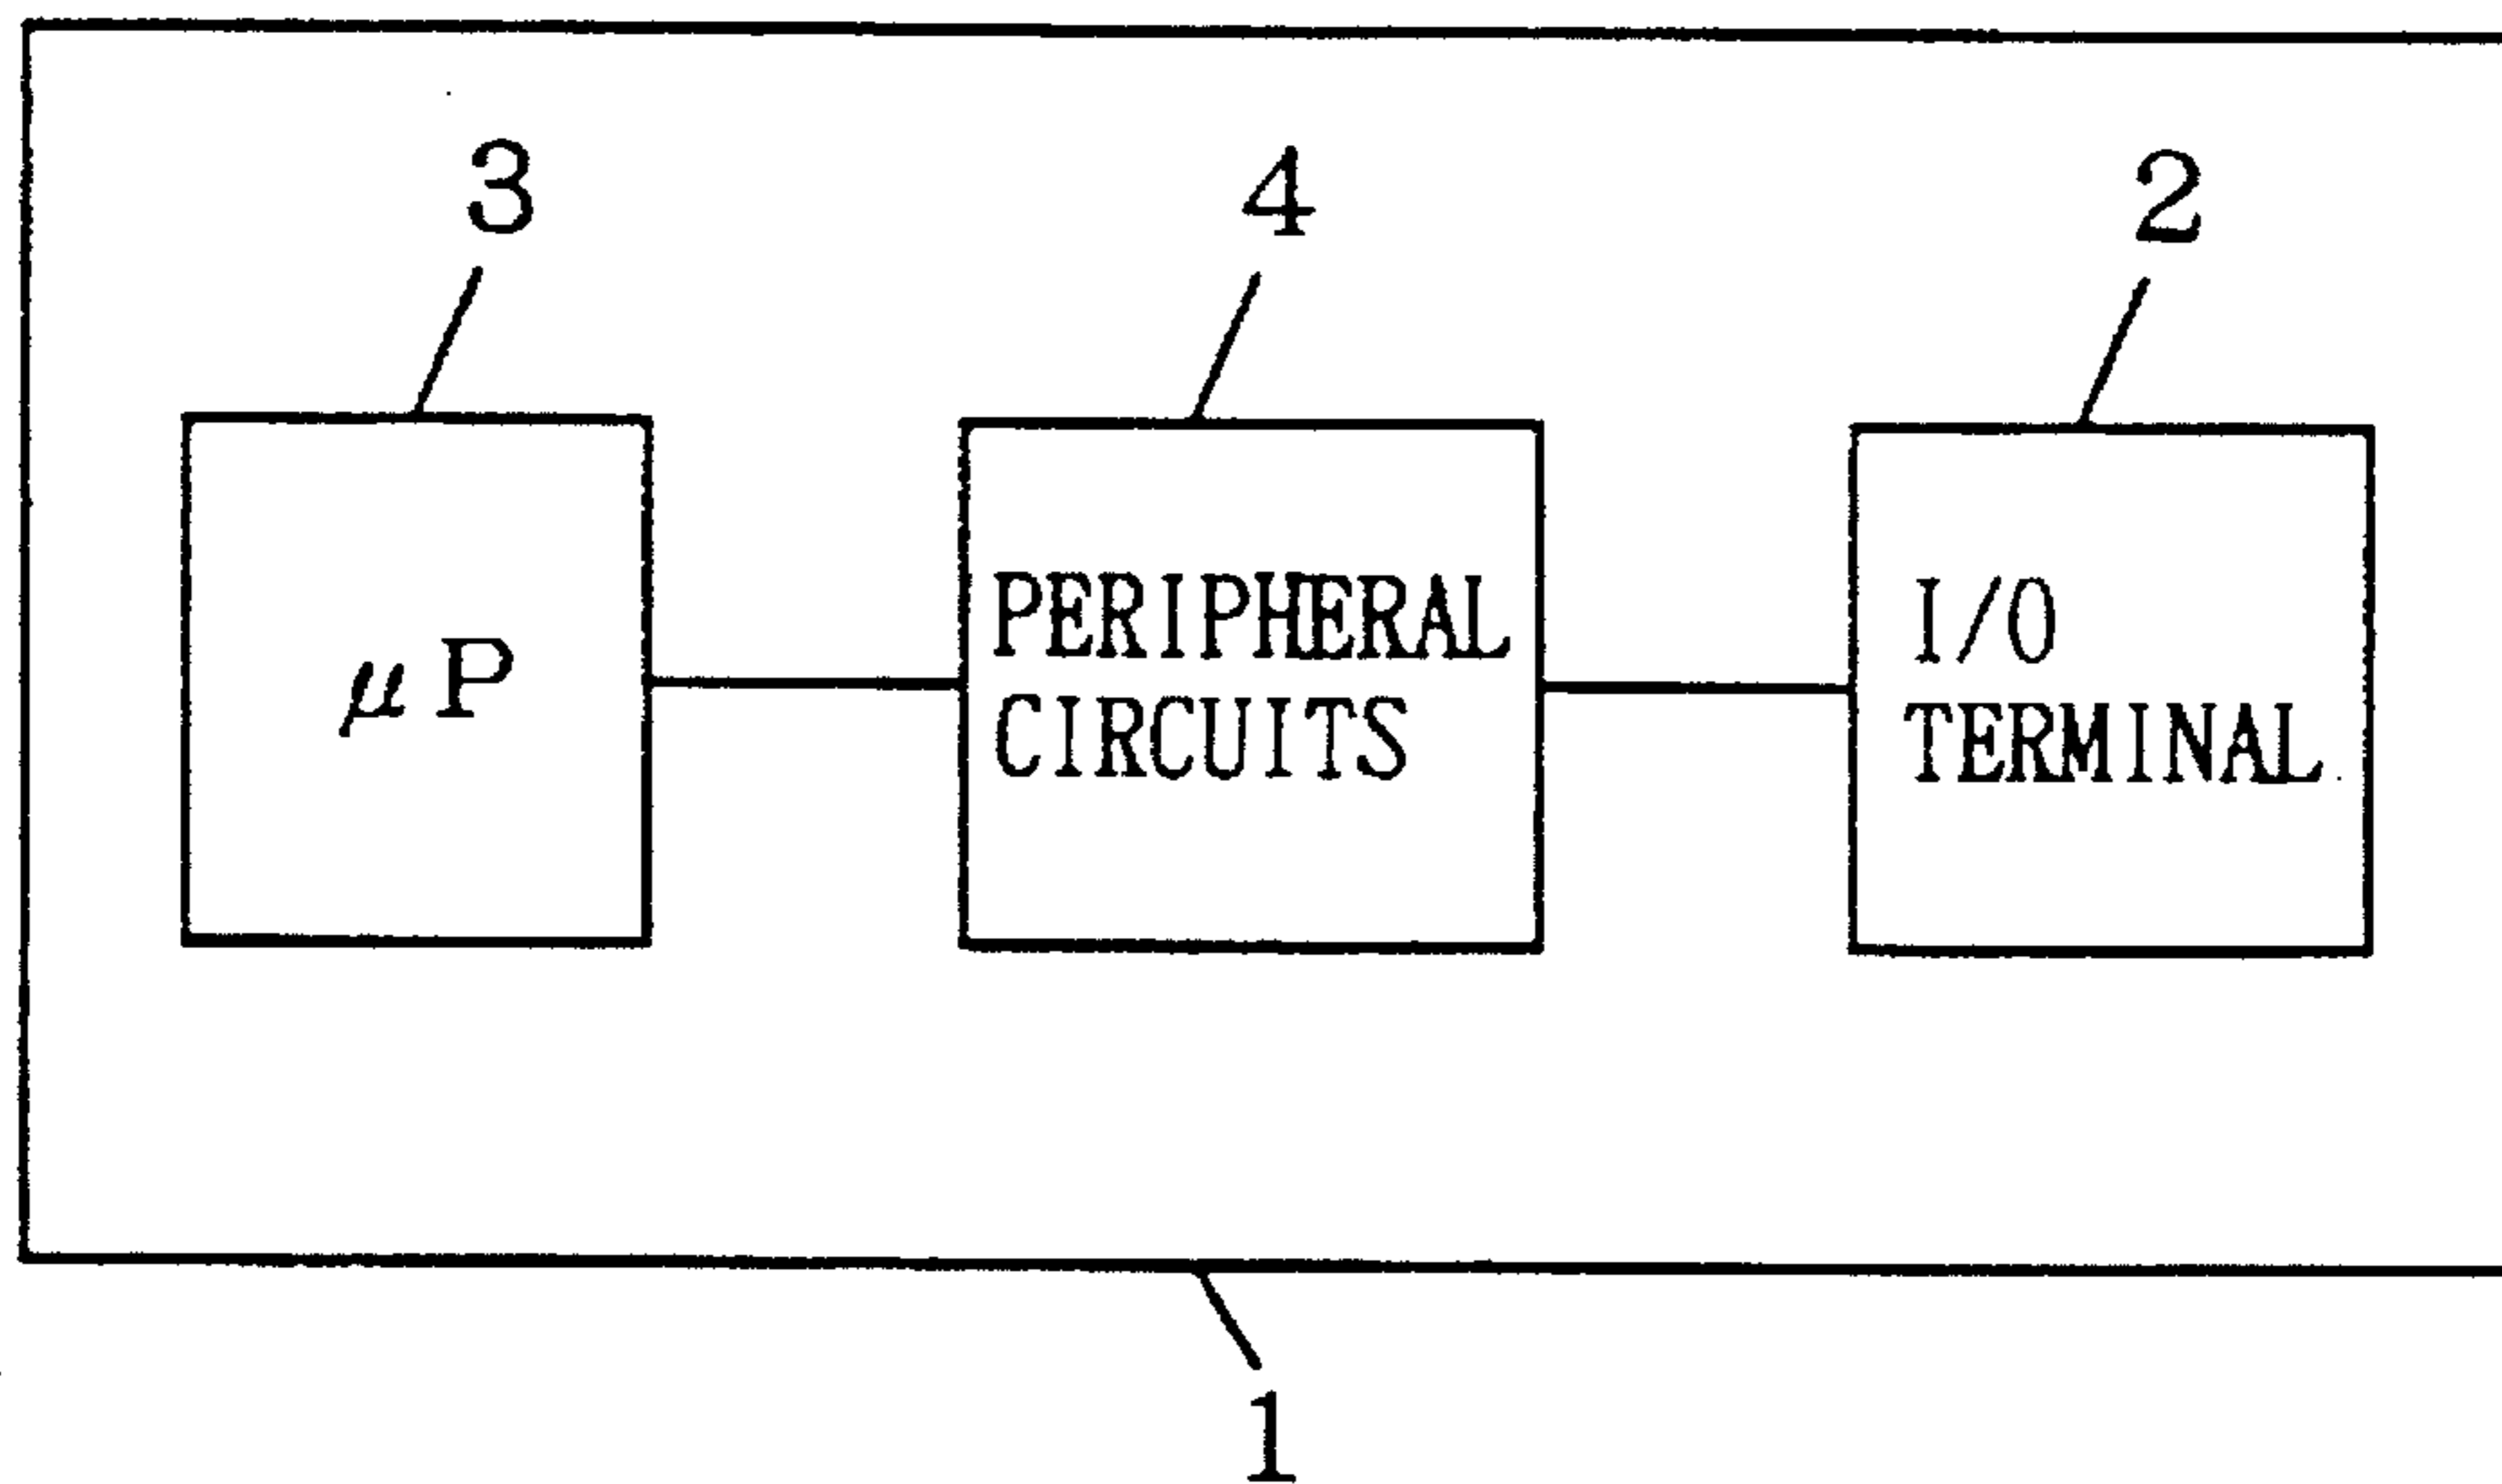 3
4
2
μP
PERIPHERAL
CIRCUITS
I/O
TERMINAL
1